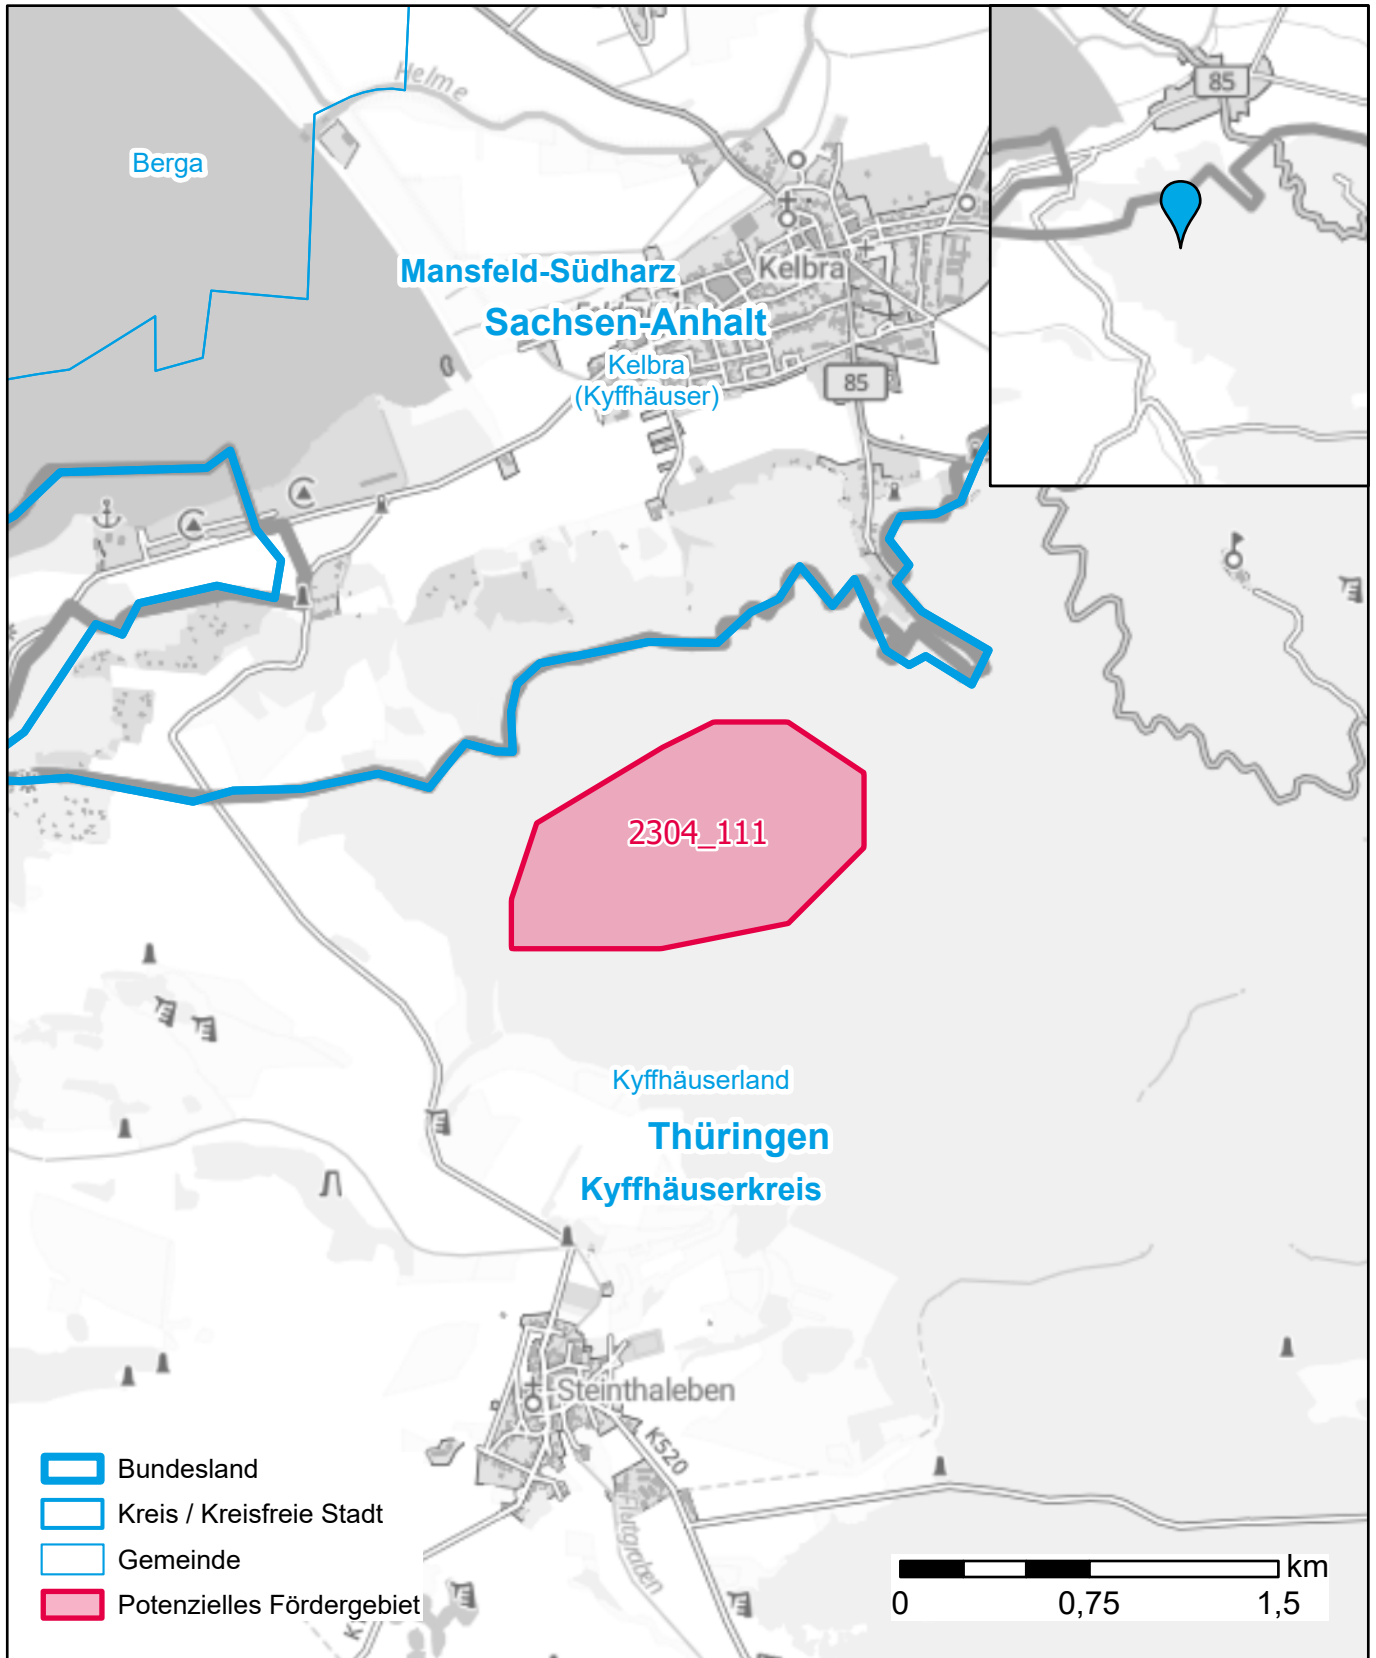 Helme
85
Berga
Mansfeld-Südharz
Kelbra
Sachsen-Anhalt
Kelbra
(Kyffhäuser)
85
2304_111
Kyffhäuserland
Thüringen
Kyffhäuserkreis
Steinthaleben
K520
Flutgraben
Bundesland
Kreis / Kreisfreie Stadt
Gemeinde
Potenzielles Fördergebiet
km
0 0,75 1,5